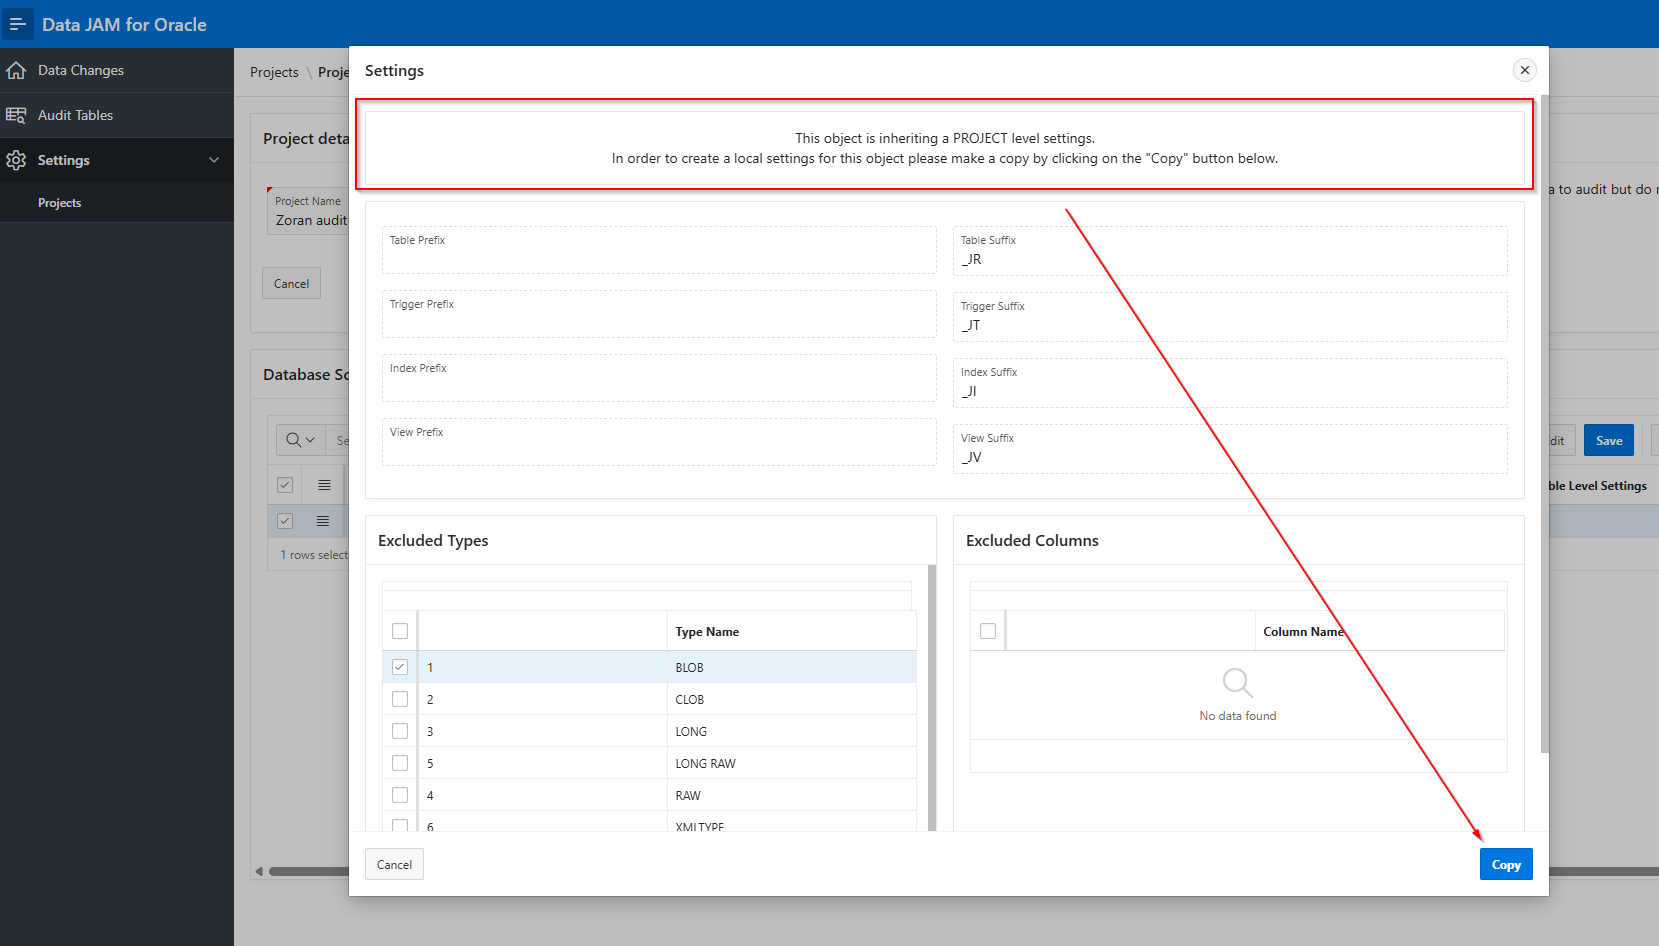 Data JAM for Oracle
Data Changes
Audit Tables
Settings
Projects
Projects \ Proje
Project deta
Project Name
Zoran audit
Cancel
Database Sc
Se
1 rows select
Settings
This object is inheriting a PROJECT level settings.
In order to create a local settings for this object please make a copy by clicking on the "Copy" button below.
Table Prefix
Table Suffix
_JR
Trigger Prefix
Trigger Suffix
_JT
Index Prefix
Index Suffix
_JI
View Prefix
View Suffix
_JV
Excluded Types
Type Name
1 BLOB
2 CLOB
3 LONG
5 LONG RAW
4 RAW
6 XMLTYPE
Excluded Columns
Column Name
No data found
Cancel
Copy
a to audit but do
dit
Save
ble Level Settings